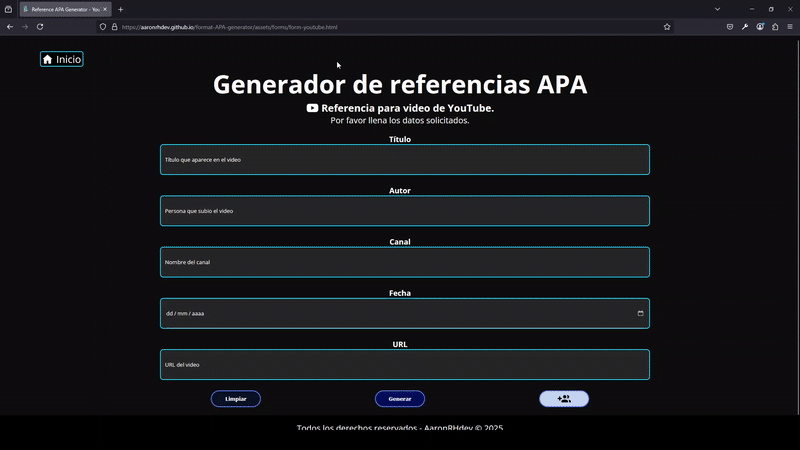 Reference APA Generator - You
https://aaronrhdev.github.io/format-APA-generator/assets/forms/form-youtube.html
Inicio
Generador de referencias APA
Referencia para video de YouTube.
Por favor llena los datos solicitados.
Título
Título que aparece en el video
Autor
Persona que subio el video
Canal
Nombre del canal
Fecha
dd / mm / aaaa
URL
URL del video
Limpiar
Generar
Todos los derechos reservados - AaronRHdev © 2025